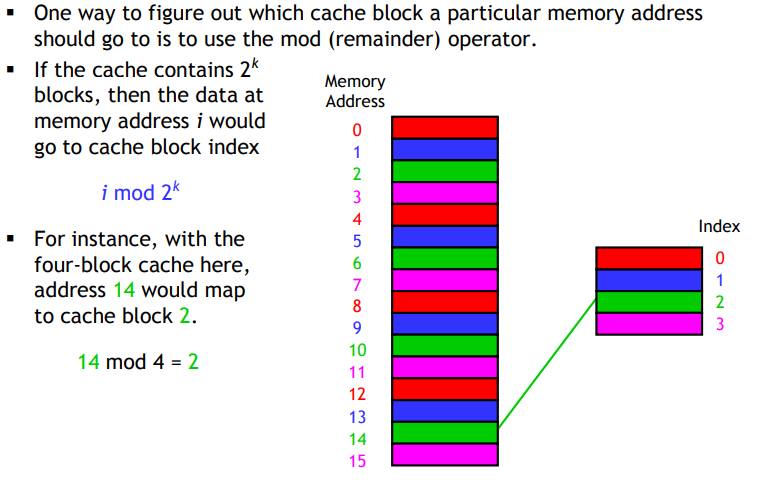 ▪ One way to figure out which cache block a particular memory address
should go to is to use the mod (remainder) operator.
▪ If the cache contains 2^k
blocks, then the data at
memory address i would
go to cache block index
i mod 2^k
▪ For instance, with the
four-block cache here,
address 14 would map
to cache block 2.
14 mod 4 = 2
Memory
Address
0
1
2
3
4
5
6
7
8
9
10
11
12
13
14
15
Index
0
1
2
3